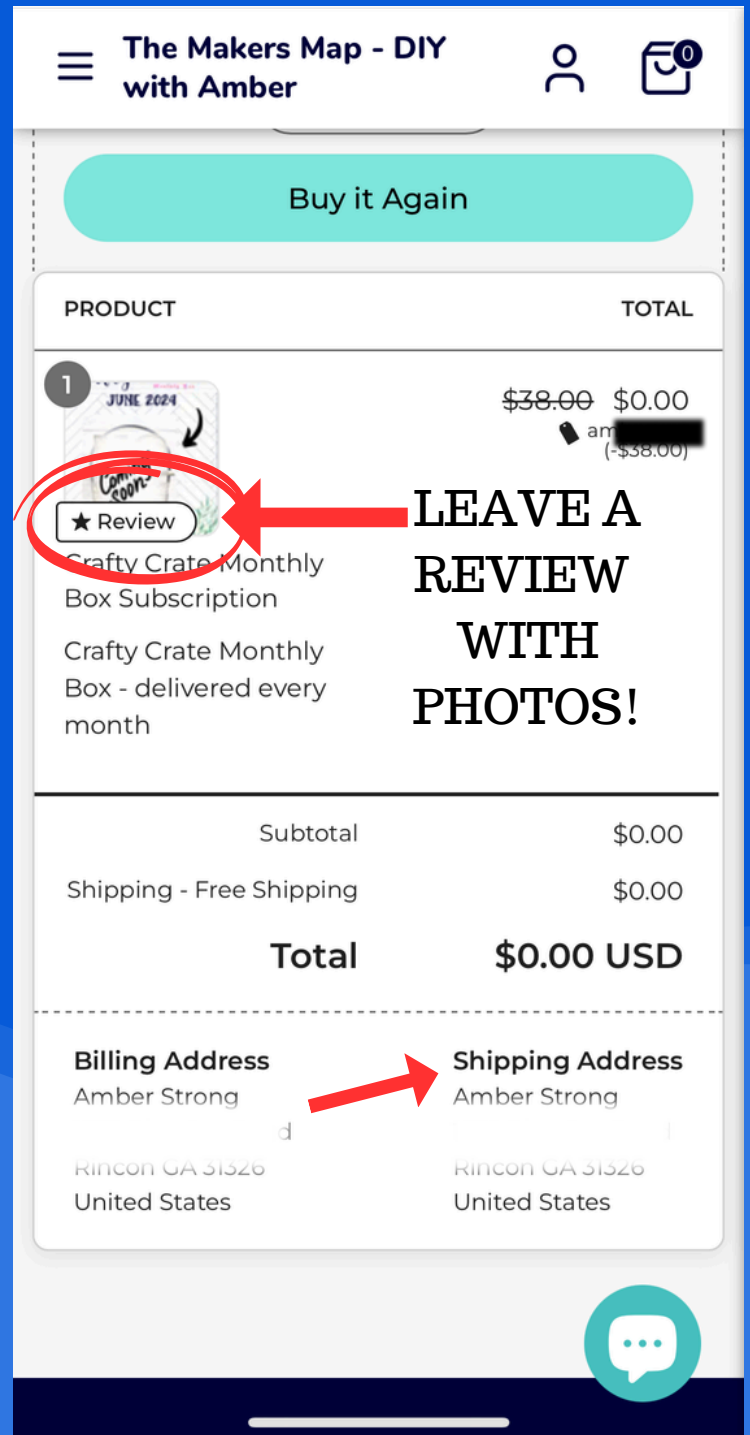 The Makers Map - DIY
with Amber
0
Buy it Again
PRODUCT
TOTAL
1
JUNE 2024
Coming
soon
$38.00 $0.00
am
(-$38.00)
★ Review
LEAVE A
REVIEW
WITH
PHOTOS!
Crafty Crate Monthly
Box Subscription
Crafty Crate Monthly
Box - delivered every
month
Subtotal
$0.00
Shipping - Free Shipping
$0.00
Total
$0.00 USD
Billing Address
Amber Strong
d
Rincon GA 31326
United States
Shipping Address
Amber Strong
Rincon GA 31326
United States